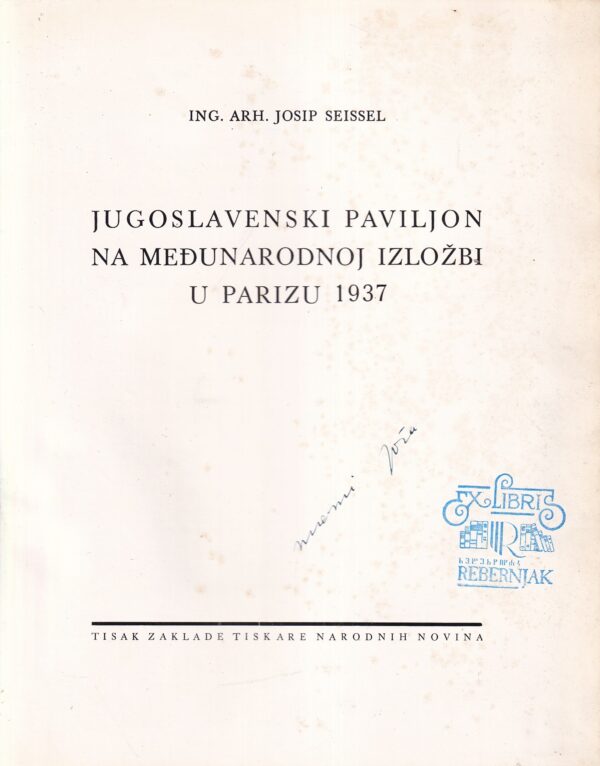 ING. ARH. JOSIP SEISSEL
JUGOSLAVENSKI PAVILJON
NA MEĐUNARODNOJ IZLOŽBI
U PARIZU 1937
Joža
EX LIBRIS
R
REBERNJAK
TISAK ZAKLADE TISKARE NARODNIH NOVINA